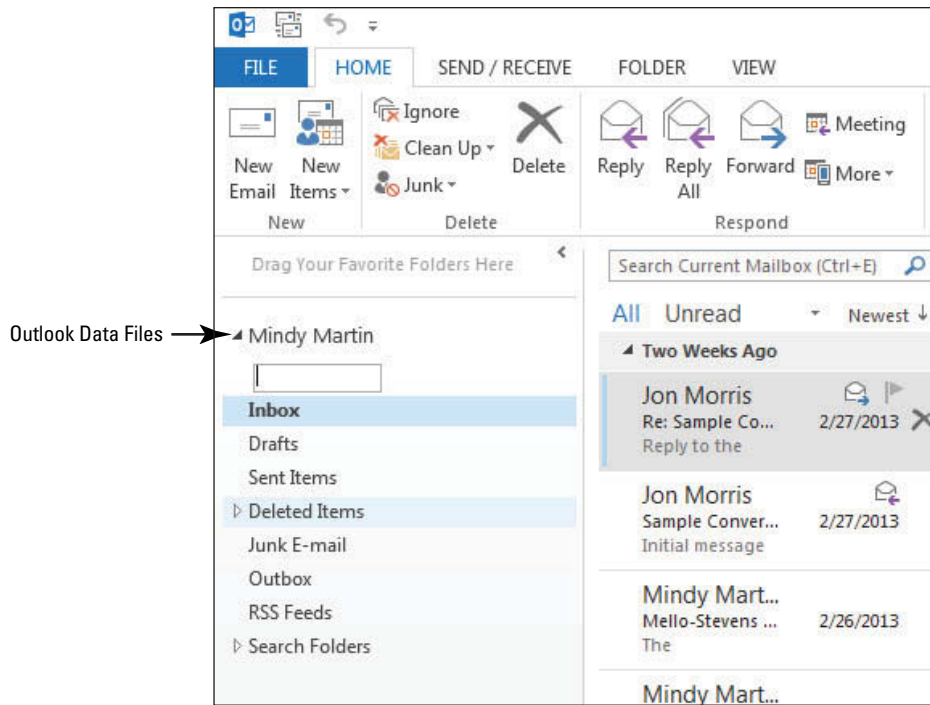 FILE HOME SEND / RECEIVE FOLDER VIEW
New Email
New Items
Ignore
Clean Up
Junk
Delete
Reply
Reply All
Forward
Meeting
More
New Delete Respond
Drag Your Favorite Folders Here
Outlook Data Files
Mindy Martin
Inbox
Drafts
Sent Items
Deleted Items
Junk E-mail
Outbox
RSS Feeds
Search Folders
Search Current Mailbox (Ctrl+E)
All Unread Newest
Two Weeks Ago
Jon Morris
Re: Sample Co... 2/27/2013
Reply to the
Jon Morris
Sample Conver... 2/27/2013
Initial message
Mindy Mart...
Mello-Stevens ... 2/26/2013
The
Mindy Mart...